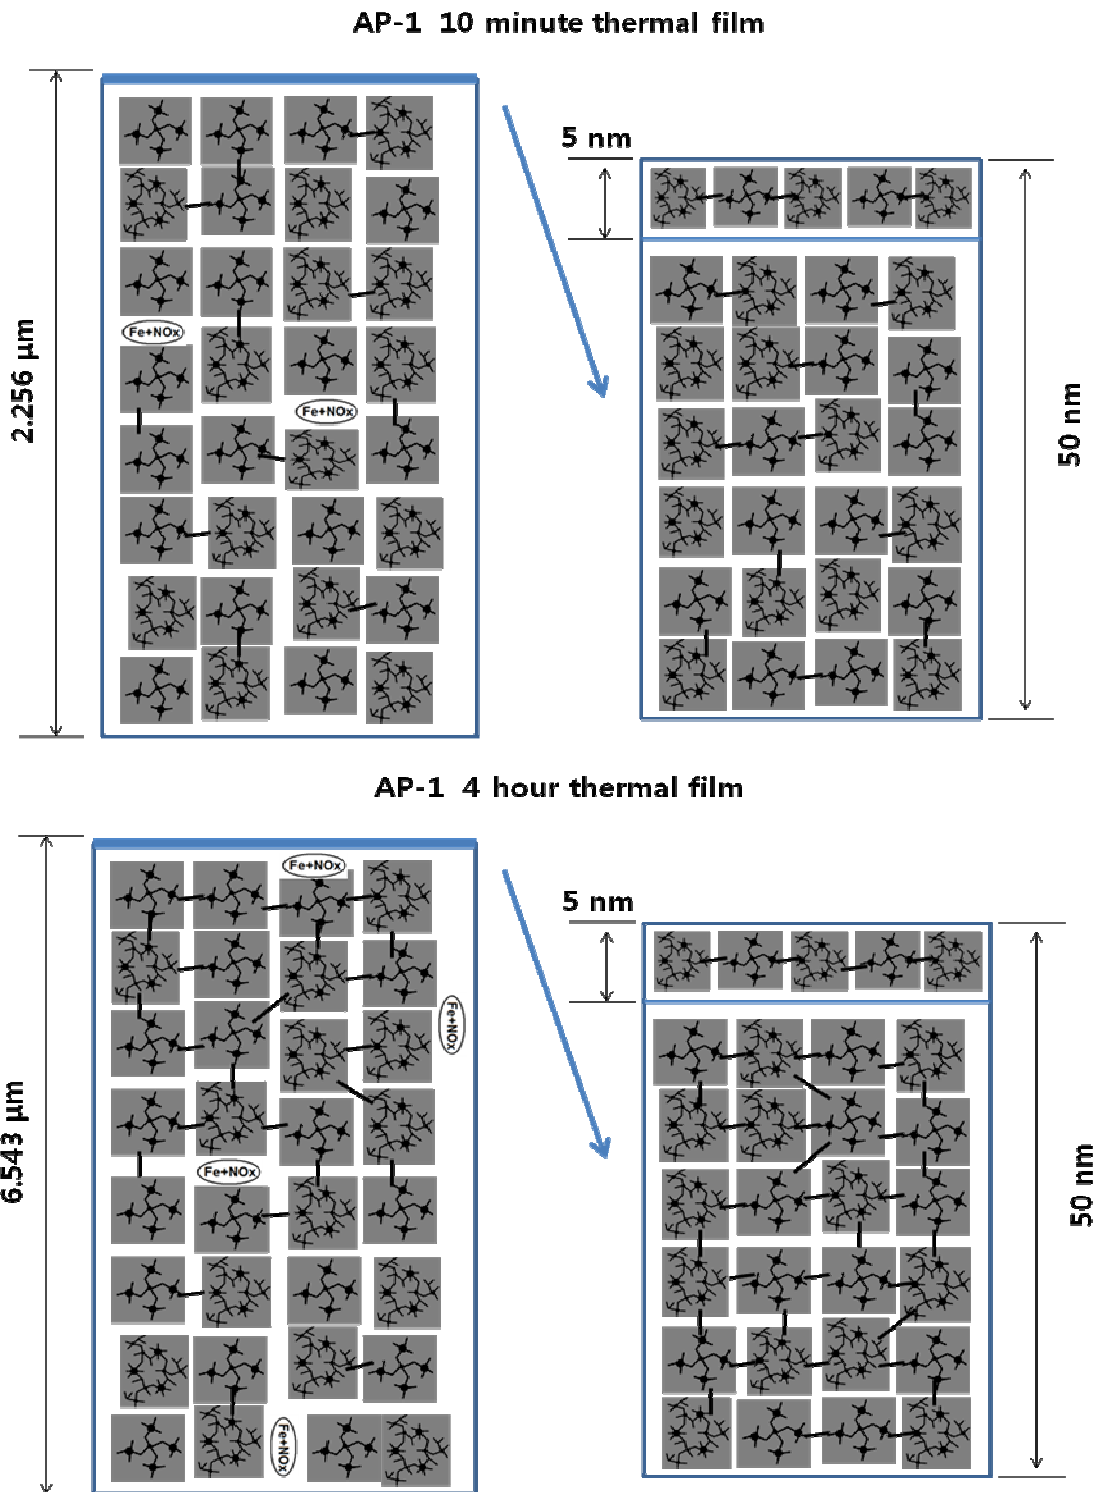 AP-1 10 minute thermal film
5 nm
Fe+NOx
2.256 µm
Fe+NOx
50 nm
AP-1 4 hour thermal film
Fe+NOx
5 nm
Fe+NOx
6.543 µm
Fe+NOx
50 nm
Fe+NOx